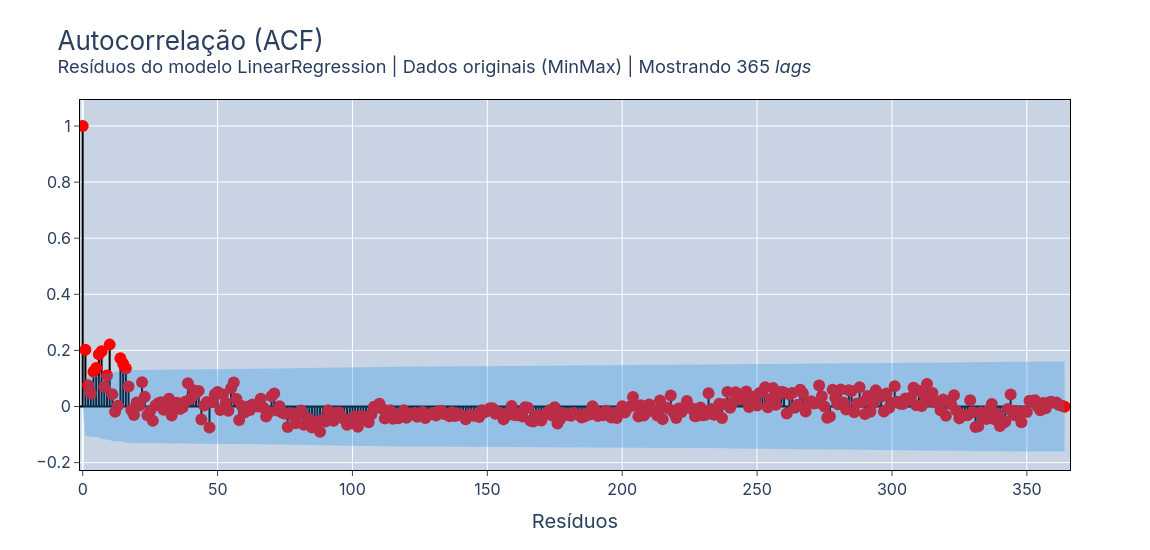 Autocorrelação (ACF)
Resíduos do modelo LinearRegression | Dados originais (MinMax) | Mostrando 365 lags
1
0.8
0.6
0.4
0.2
0
−0.2
0 50 100 150 200 250 300 350
Resíduos